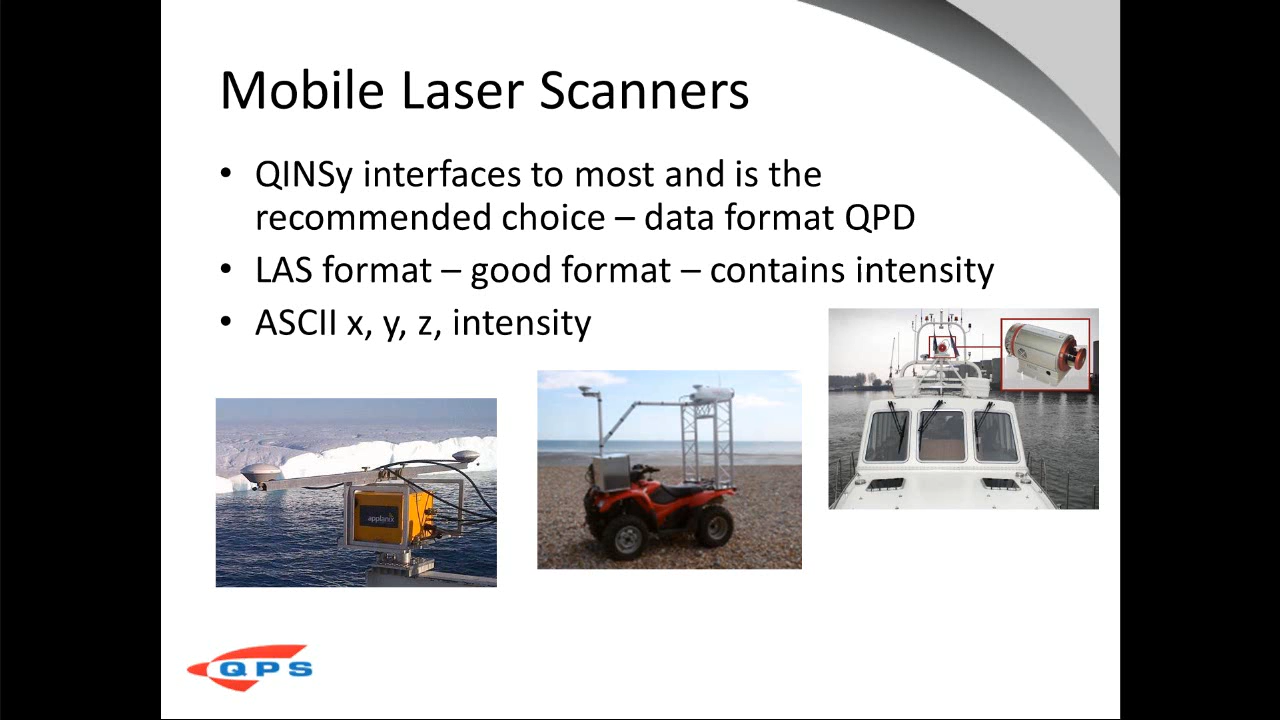 Mobile Laser Scanners
• QINSy interfaces to most and is the
recommended choice – data format QPD
• LAS format – good format – contains intensity
• ASCII x, y, z, intensity
applanix
QPS